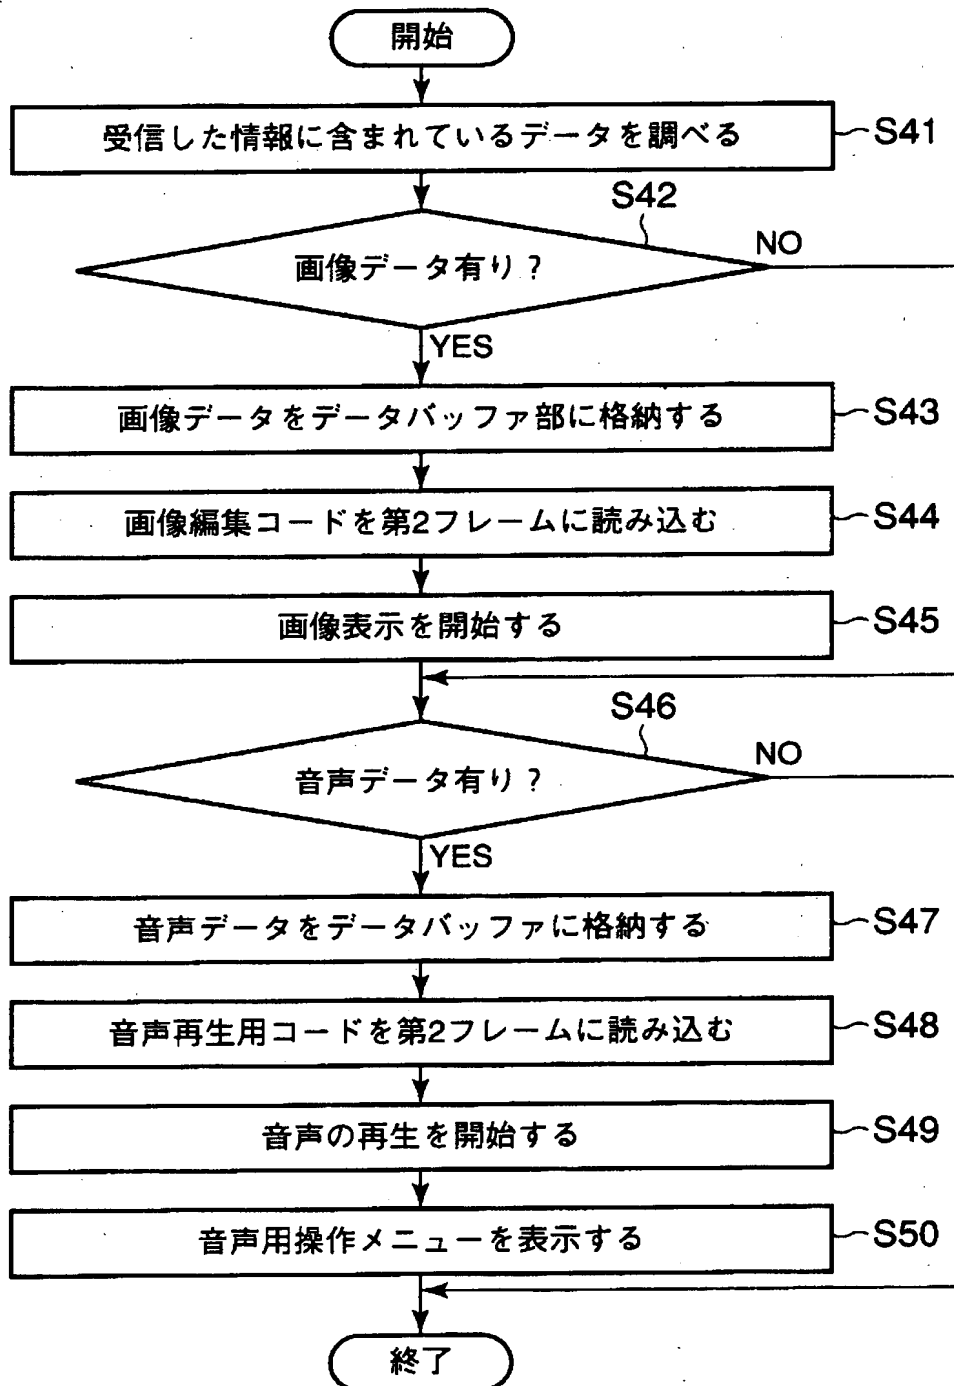 開始
受信した情報に含まれているデータを調べる
S41
S42
画像データ有り?
NO
YES
画像データをデータバッファ部に格納する
S43
画像編集コードを第2フレームに読み込む
S44
画像表示を開始する
S45
S46
音声データ有り?
NO
YES
音声データをデータバッファに格納する
S47
音声再生用コードを第2フレームに読み込む
S48
音声の再生を開始する
S49
音声用操作メニューを表示する
S50
終了